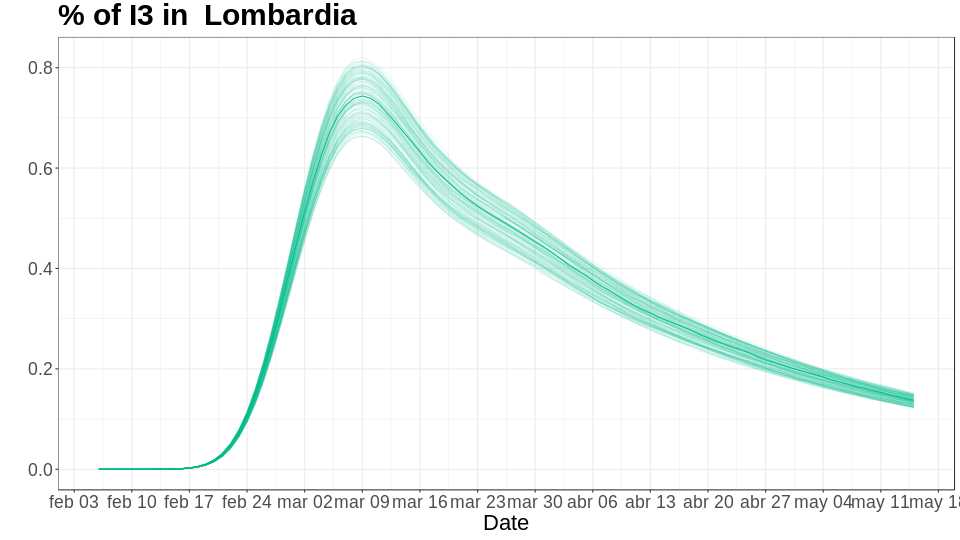 % of I3 in  Lombardia
0.8
0.6
0.4
0.2
0.0
feb 03 feb 10 feb 17 feb 24 mar 02 mar 09 mar 16 mar 23 mar 30 abr 06 abr 13 abr 20 abr 27 may 04 may 11 may 18
Date